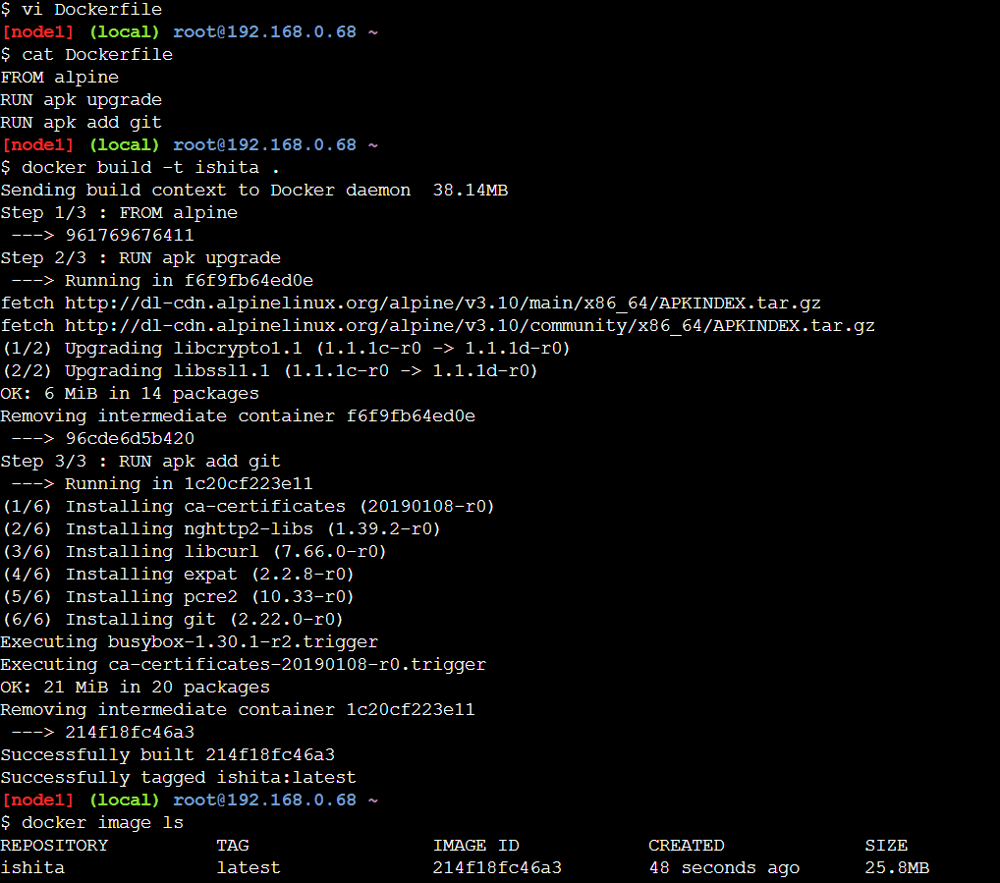 $ vi Dockerfile
[node1] (local) root@192.168.0.68 ~
$ cat Dockerfile
FROM alpine
RUN apk upgrade
RUN apk add git
[node1] (local) root@192.168.0.68 ~
$ docker build -t ishita .
Sending build context to Docker daemon  38.14MB
Step 1/3 : FROM alpine
 ---> 961769676411
Step 2/3 : RUN apk upgrade
 ---> Running in f6f9fb64ed0e
fetch http://dl-cdn.alpinelinux.org/alpine/v3.10/main/x86_64/APKINDEX.tar.gz
fetch http://dl-cdn.alpinelinux.org/alpine/v3.10/community/x86_64/APKINDEX.tar.gz
(1/2) Upgrading libcrypto1.1 (1.1.1c-r0 -> 1.1.1d-r0)
(2/2) Upgrading libssl1.1 (1.1.1c-r0 -> 1.1.1d-r0)
OK: 6 MiB in 14 packages
Removing intermediate container f6f9fb64ed0e
 ---> 96cde6d5b420
Step 3/3 : RUN apk add git
 ---> Running in 1c20cf223e11
(1/6) Installing ca-certificates (20190108-r0)
(2/6) Installing nghttp2-libs (1.39.2-r0)
(3/6) Installing libcurl (7.66.0-r0)
(4/6) Installing expat (2.2.8-r0)
(5/6) Installing pcre2 (10.33-r0)
(6/6) Installing git (2.22.0-r0)
Executing busybox-1.30.1-r2.trigger
Executing ca-certificates-20190108-r0.trigger
OK: 21 MiB in 20 packages
Removing intermediate container 1c20cf223e11
 ---> 214f18fc46a3
Successfully built 214f18fc46a3
Successfully tagged ishita:latest
[node1] (local) root@192.168.0.68 ~
$ docker image ls
REPOSITORY          TAG                 IMAGE ID            CREATED             SIZE
ishita              latest              214f18fc46a3        48 seconds ago      25.8MB